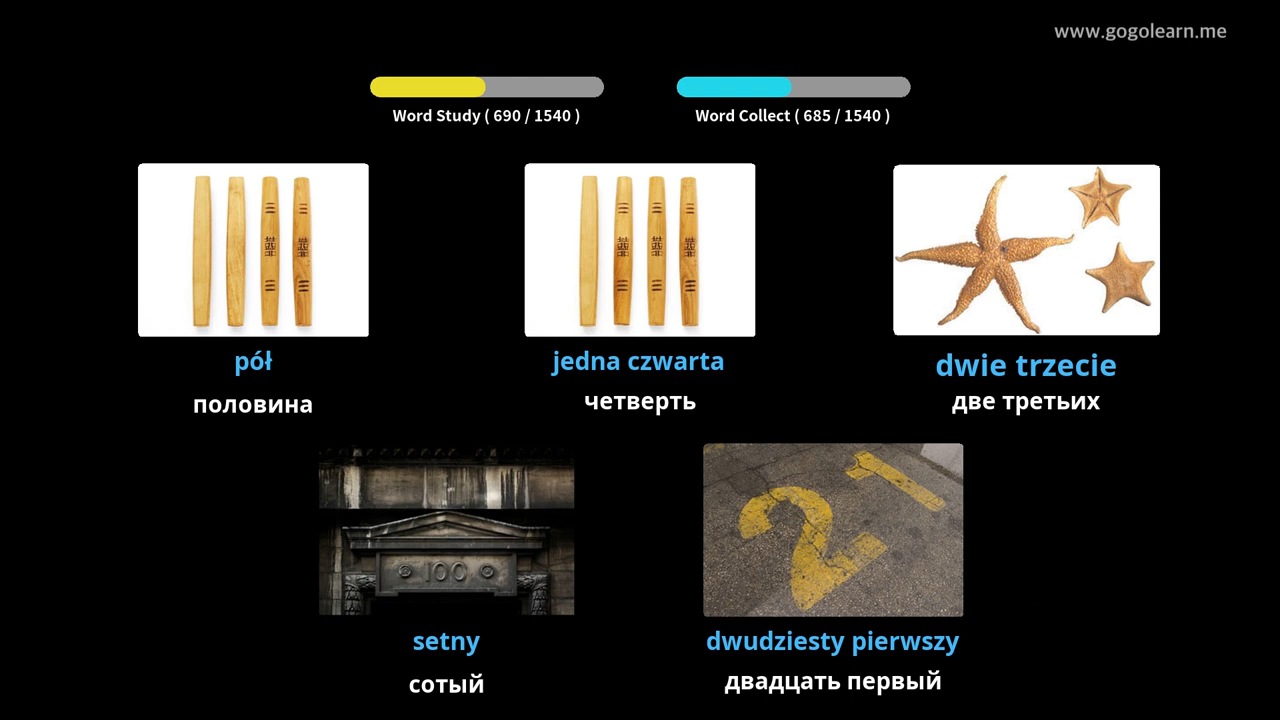 www.gogolearn.me
Word Study ( 690 / 1540 )
Word Collect ( 685 / 1540 )
pół
jedna czwarta
dwie trzecie
половина
четверть
две третьих
100
21
setny
dwudziesty pierwszy
сотый
двадцать первый